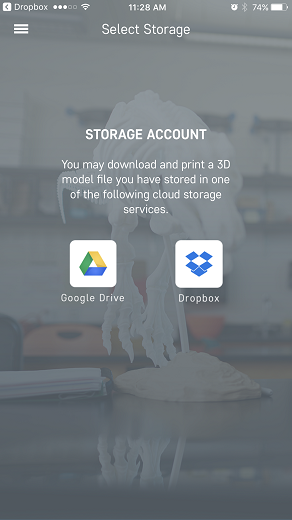 Dropbox 11:28 AM 74%
Select Storage
STORAGE ACCOUNT
You may download and print a 3D
model file you have stored in one
of the following cloud storage
services.
Google Drive Dropbox